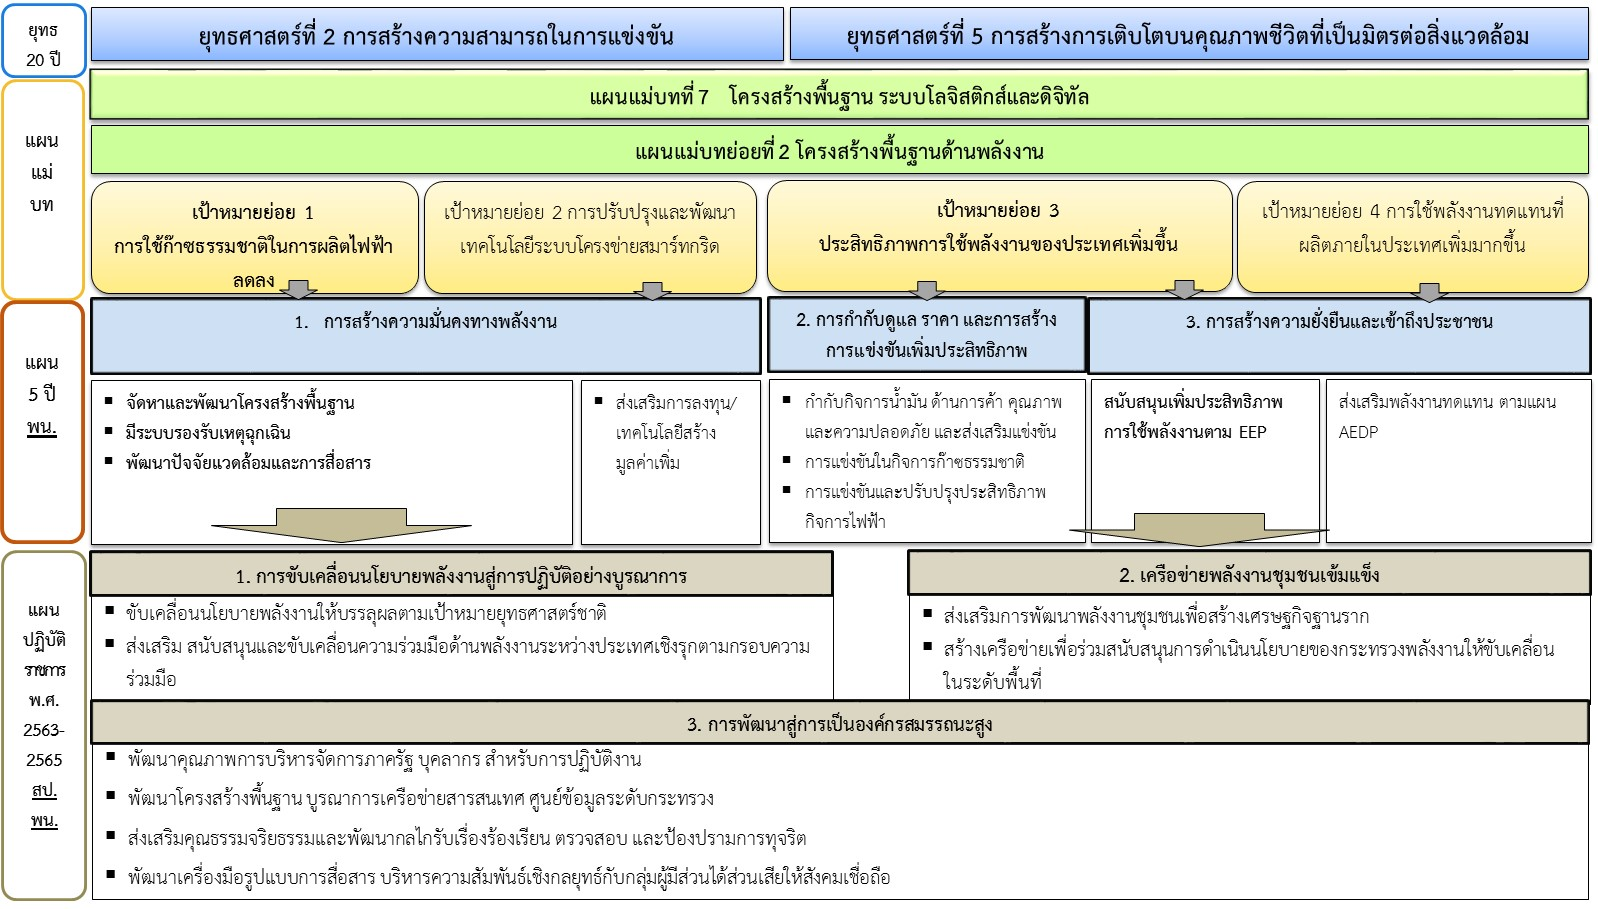 ยุทธ
20 ปี
ยุทธศาสตร์ที่ 2 การสร้างความสามารถในการแข่งขัน
ยุทธศาสตร์ที่ 5 การสร้างการเติบโตบนคุณภาพชีวิตที่เป็นมิตรต่อสิ่งแวดล้อม
แผน
แม่
บท
แผนแม่บทที่ 7 โครงสร้างพื้นฐาน ระบบโลจิสติกส์และดิจิทัล
แผนแม่บทย่อยที่ 2 โครงสร้างพื้นฐานด้านพลังงาน
เป้าหมายย่อย 1
การใช้ก๊าซธรรมชาติในการผลิตไฟฟ้า
ลดลง
เป้าหมายย่อย 2 การปรับปรุงและพัฒนา
เทคโนโลยีระบบโครงข่ายสมาร์ทกริด
เป้าหมายย่อย 3
ประสิทธิภาพการใช้พลังงานของประเทศเพิ่มขึ้น
เป้าหมายย่อย 4 การใช้พลังงานทดแทนที่
ผลิตภายในประเทศเพิ่มมากขึ้น
แผน
5 ปี
พน.
1. การสร้างความมั่นคงทางพลังงาน
2. การกำกับดูแล ราคา และการสร้าง
การแข่งขันเพิ่มประสิทธิภาพ
3. การสร้างความยั่งยืนและเข้าถึงประชาชน
▪ จัดหาและพัฒนาโครงสร้างพื้นฐาน
▪ มีระบบรองรับเหตุฉุกเฉิน
▪ พัฒนาปัจจัยแวดล้อมและการสื่อสาร
▪ ส่งเสริมการลงทุน/
เทคโนโลยีสร้าง
มูลค่าเพิ่ม
▪ กำกับกิจการน้ำมัน ด้านการค้า คุณภาพ
และความปลอดภัย และส่งเสริมแข่งขัน
▪ การแข่งขันในกิจการก๊าซธรรมชาติ
▪ การแข่งขันและปรับปรุงประสิทธิภาพ
กิจการไฟฟ้า
สนับสนุนเพิ่มประสิทธิภาพ
การใช้พลังงานตาม EEP
ส่งเสริมพลังงานทดแทน ตามแผน
AEDP
แผน
ปฏิบัติ
ราชการ
พ.ศ.
2563-
2565
สป.
พน.
1. การขับเคลื่อนนโยบายพลังงานสู่การปฏิบัติอย่างบูรณาการ
▪ ขับเคลื่อนนโยบายพลังงานให้บรรลุผลตามเป้าหมายยุทธศาสตร์ชาติ
▪ ส่งเสริม สนับสนุนและขับเคลื่อนความร่วมมือด้านพลังงานระหว่างประเทศเชิงรุกตามกรอบความ
ร่วมมือ
2. เครือข่ายพลังงานชุมชนเข้มแข็ง
▪ ส่งเสริมการพัฒนาพลังงานชุมชนเพื่อสร้างเศรษฐกิจฐานราก
▪ สร้างเครือข่ายเพื่อร่วมสนับสนุนการดำเนินนโยบายของกระทรวงพลังงานให้ขับเคลื่อน
ในระดับพื้นที่
3. การพัฒนาสู่การเป็นองค์กรสมรรถนะสูง
▪ พัฒนาคุณภาพการบริหารจัดการภาครัฐ บุคลากร สำหรับการปฏิบัติงาน
▪ พัฒนาโครงสร้างพื้นฐาน บูรณาการเครือข่ายสารสนเทศ ศูนย์ข้อมูลระดับกระทรวง
▪ ส่งเสริมคุณธรรมจริยธรรมและพัฒนากลไกรับเรื่องร้องเรียน ตรวจสอบ และป้องปรามการทุจริต
▪ พัฒนาเครื่องมือรูปแบบการสื่อสาร บริหารความสัมพันธ์เชิงกลยุทธ์กับกลุ่มผู้มีส่วนได้ส่วนเสียให้สังคมเชื่อถือ